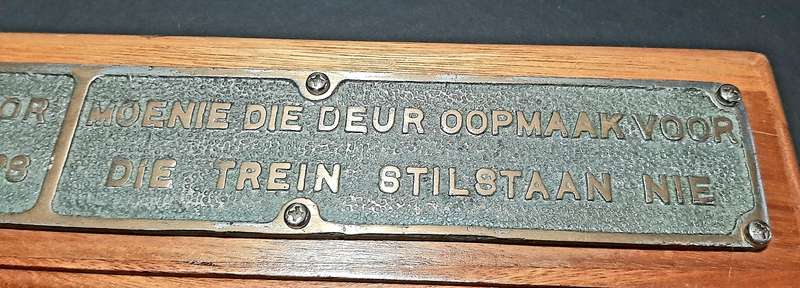 MOENIE DIE DEUR OOPMAAK VOOR
DIE TREIN STILSTAAN NIE